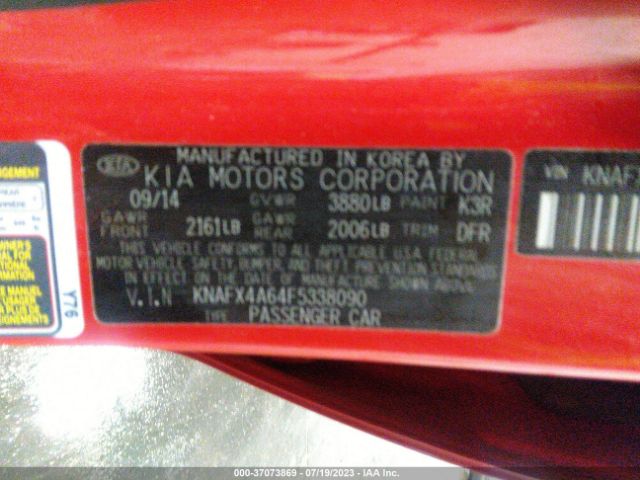 MANUFACTURED IN KOREA BY
KIA KIA MOTORS CORPORATION
09/14 GVWR 3880LB PAINT K3R
GAWR FRONT 2161LB GAWR REAR 2006LB TRIM DFR
THIS VEHICLE CONFORMS TO ALL APPLICABLE U.S.A. FEDERAL
MOTOR VEHICLE SAFETY, BUMPER, AND THEFT PREVENTION STANDARDS
IN EFFECT ON THE DATE OF MANUFACTURE SHOWN ABOVE
V.I.N KNAFX4A64F5338090
TYPE PASSENGER CAR
Y76
VIN KNAFX
000-37073869 - 07/19/2023 - IAA Inc.